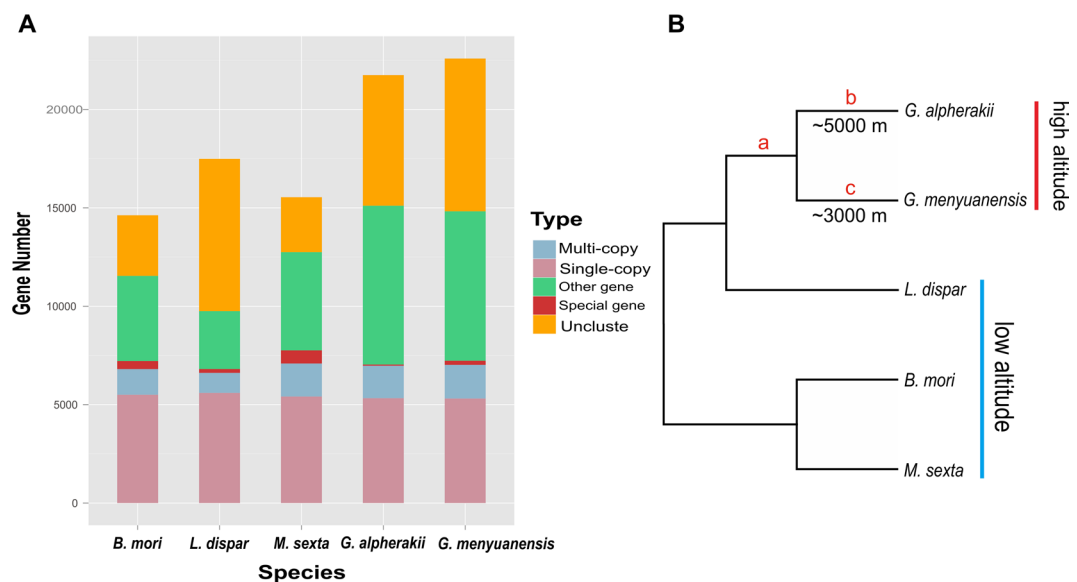 A
Gene Number
20000
15000
10000
5000
0
B. mori
L. dispar
M. sexta
G. alpherakii
G. menyuanensis
Species
Type
Multi-copy
Single-copy
Other gene
Special gene
Uncluste
B
a
b
~5000 m
G. alpherakii
c
~3000 m
G. menyuanensis
high altitude
L. dispar
B. mori
M. sexta
low altitude